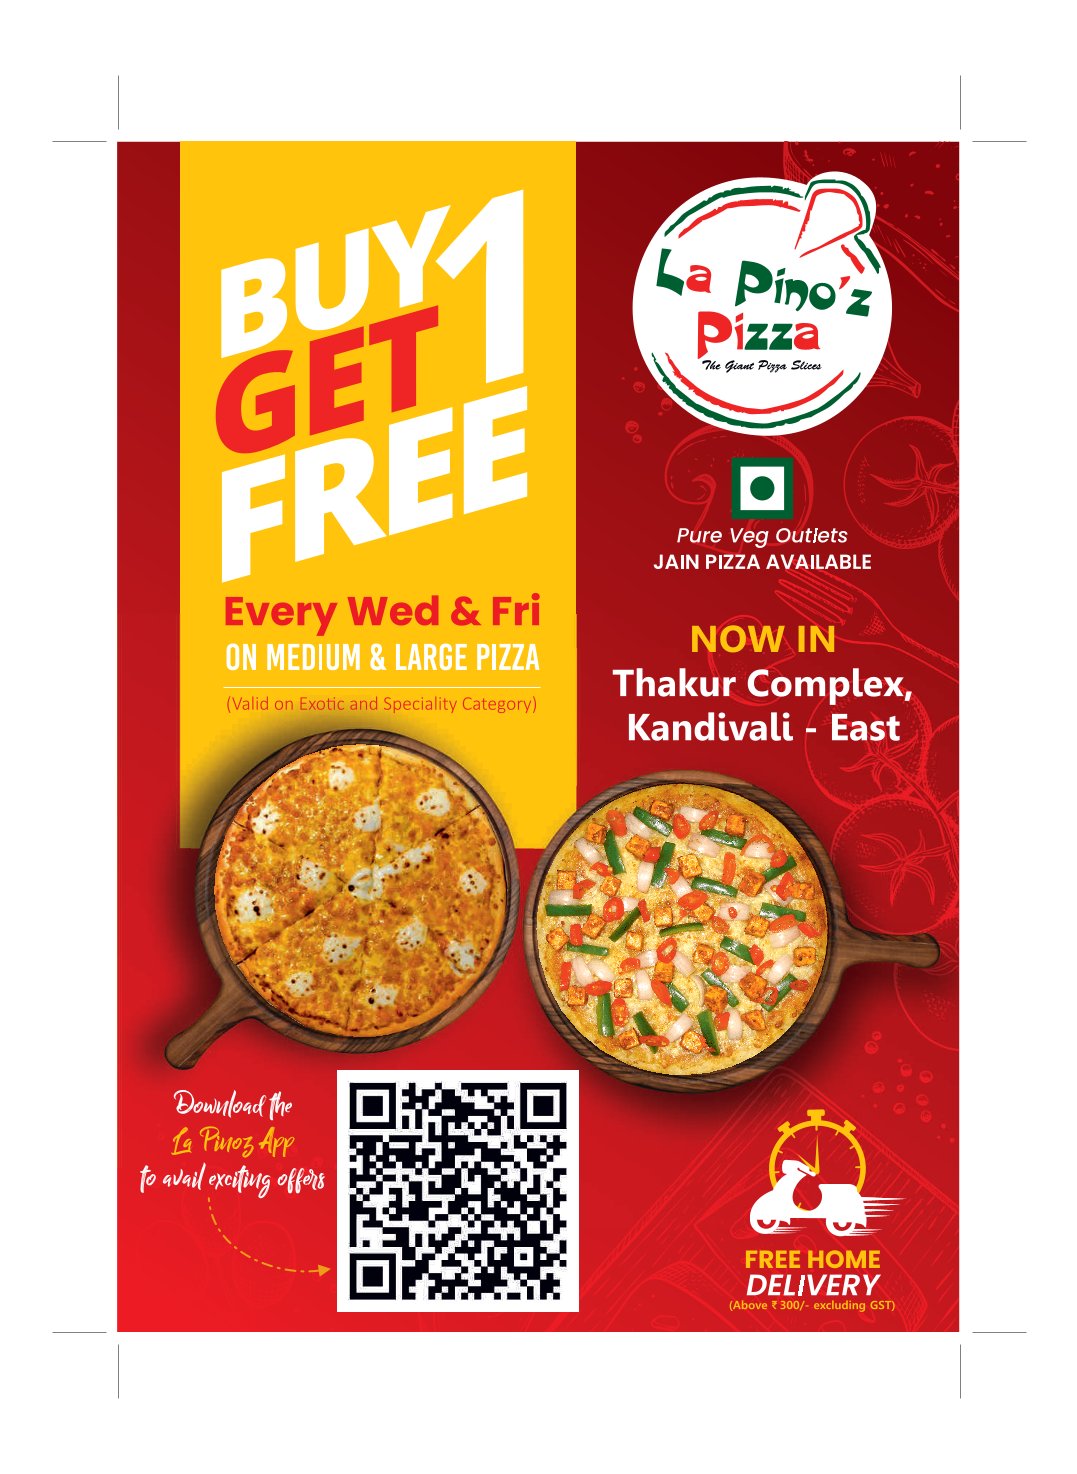 BUY 1
GET
FREE
Every Wed & Fri
ON MEDIUM & LARGE PIZZA
(Valid on Exotic and Speciality Category)
La Pino'z
Pizza
The Giant Pizza Slices
Pure Veg Outlets
JAIN PIZZA AVAILABLE
NOW IN
Thakur Complex,
Kandivali - East
Download the
La Pinoz App
to avail exciting offers
FREE HOME
DELIVERY
(Above ₹ 300/- excluding GST)